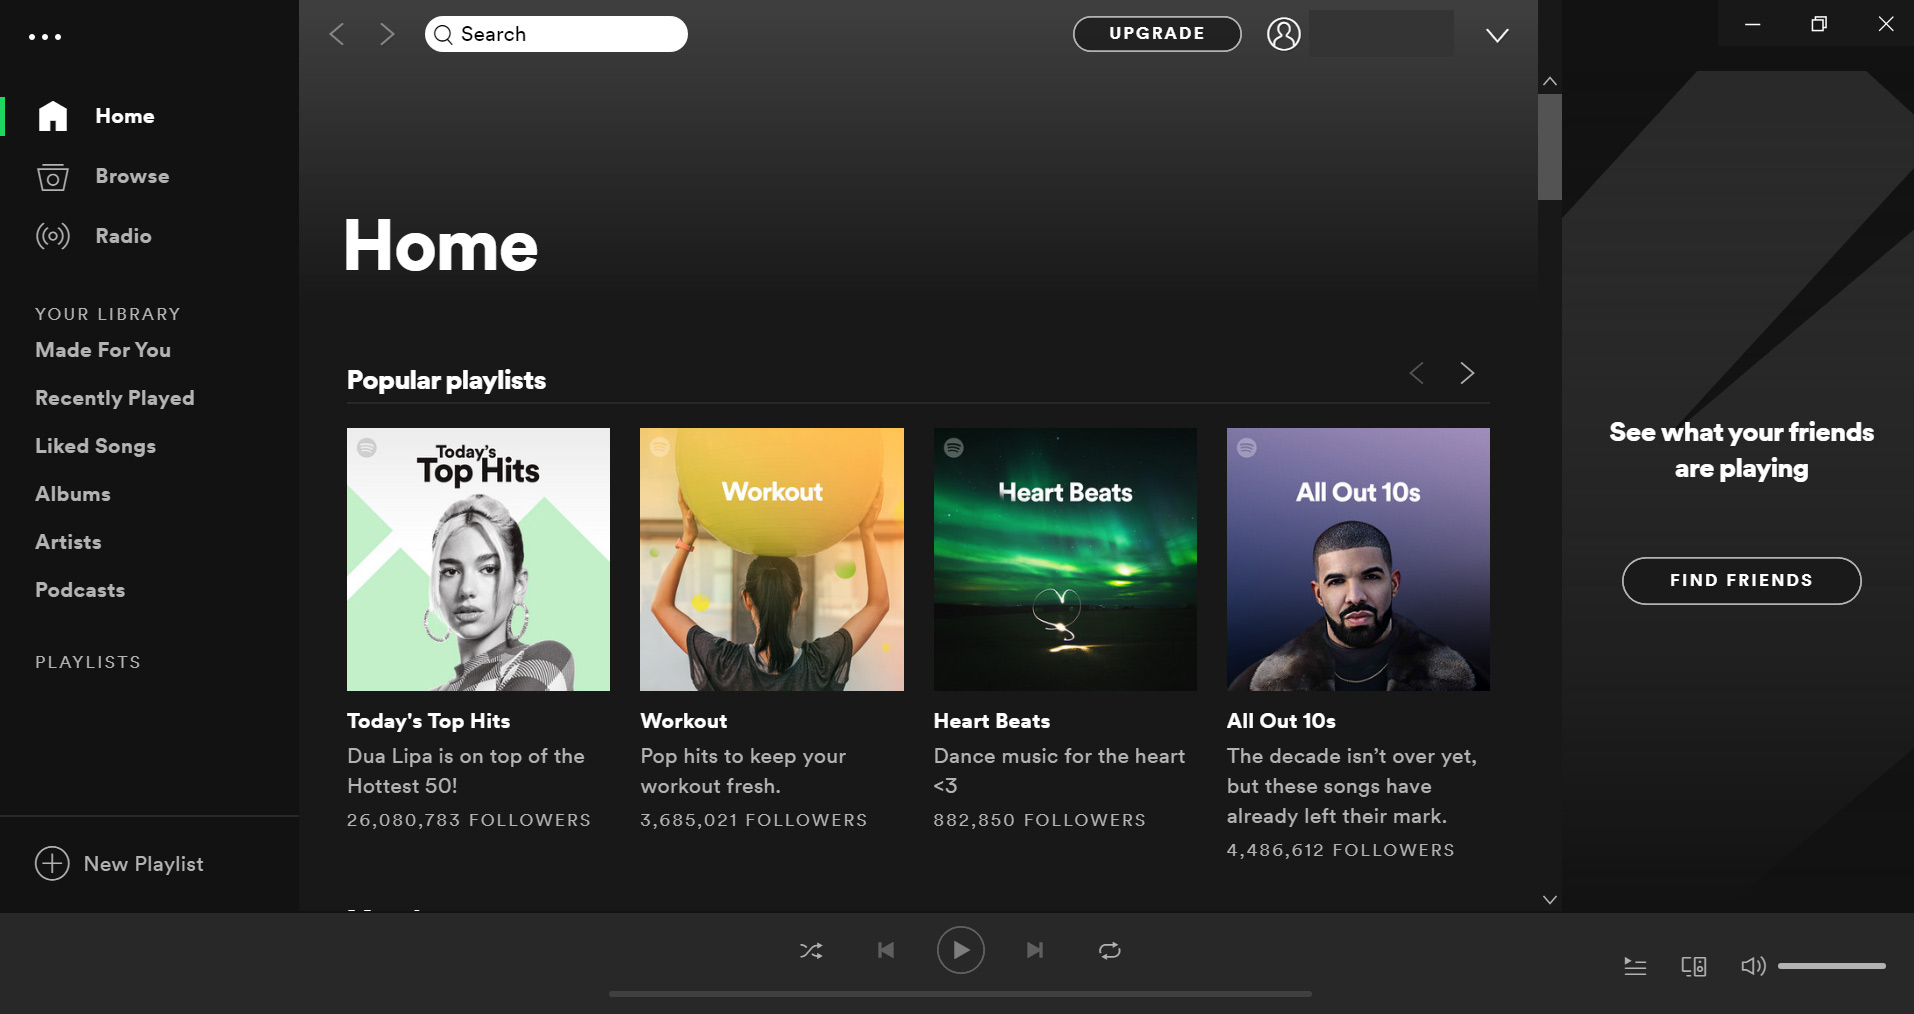 Search
UPGRADE
Home
Browse
Radio
YOUR LIBRARY
Made For You
Recently Played
Liked Songs
Albums
Artists
Podcasts
PLAYLISTS
New Playlist
Home
Popular playlists
Today's
Top Hits
Workout
Heart Beats
All Out 10s
Today's Top Hits
Dua Lipa is on top of the
Hottest 50!
26,080,783 FOLLOWERS
Workout
Pop hits to keep your
workout fresh.
3,685,021 FOLLOWERS
Heart Beats
Dance music for the heart
<3
882,850 FOLLOWERS
All Out 10s
The decade isn’t over yet,
but these songs have
already left their mark.
4,486,612 FOLLOWERS
See what your friends
are playing
FIND FRIENDS